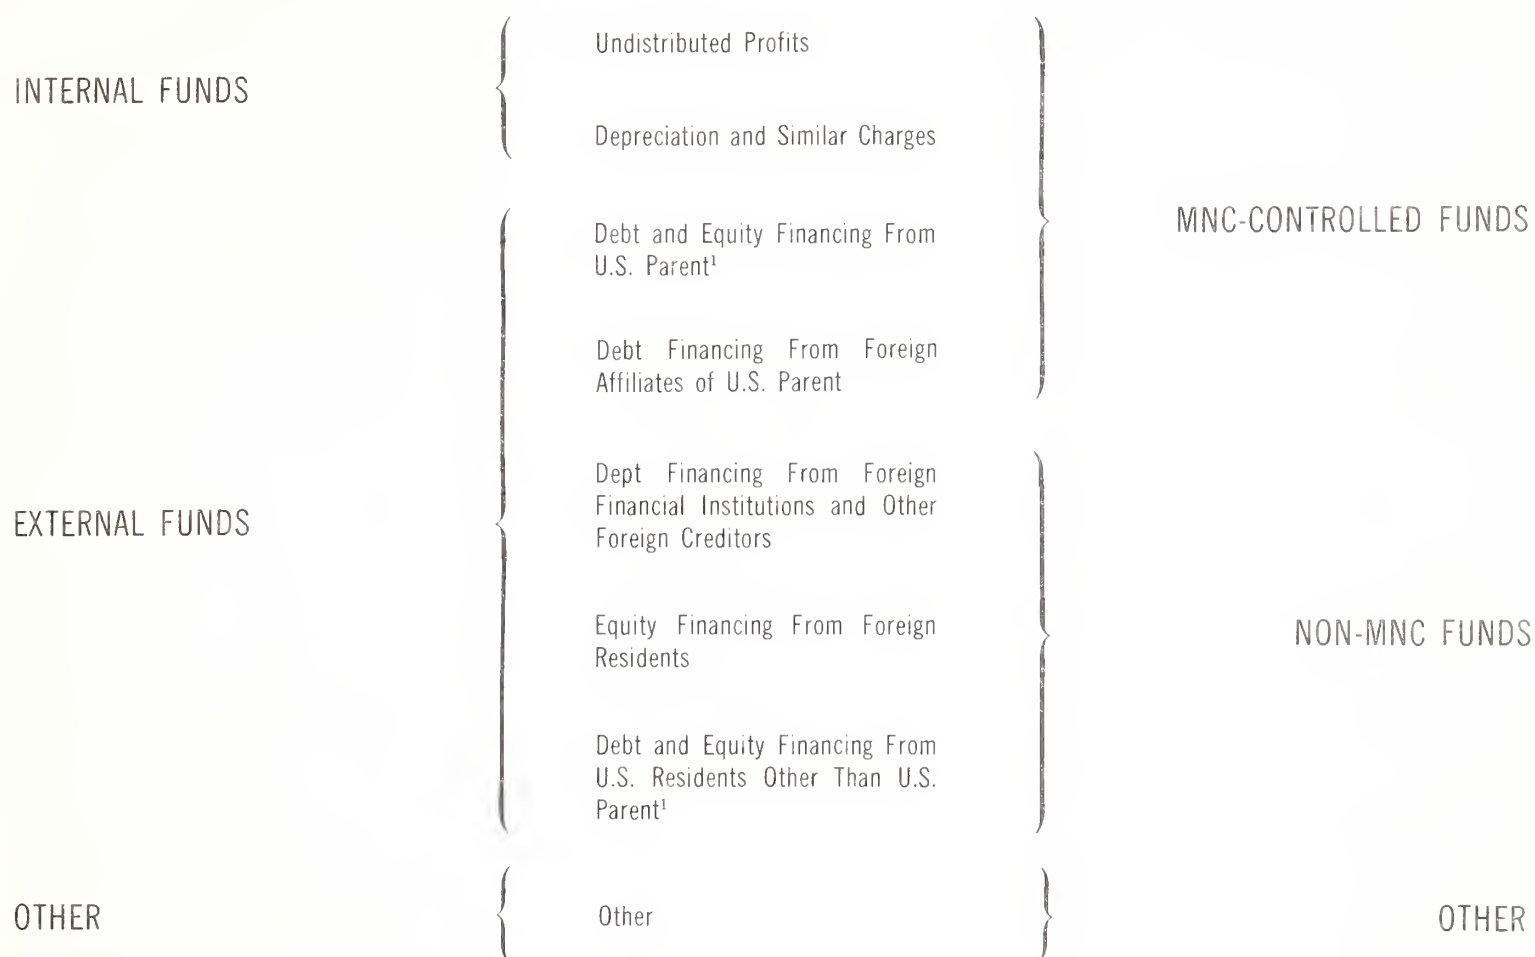 INTERNAL FUNDS
Undistributed Profits
Depreciation and Similar Charges
Debt and Equity Financing From
U.S. Parent¹
Debt Financing From Foreign
Affiliates of U.S. Parent
MNC-CONTROLLED FUNDS
EXTERNAL FUNDS
Dept Financing From Foreign
Financial Institutions and Other
Foreign Creditors
Equity Financing From Foreign
Residents
Debt and Equity Financing From
U.S. Residents Other Than U.S.
Parent¹
NON-MNC FUNDS
OTHER
Other
OTHER